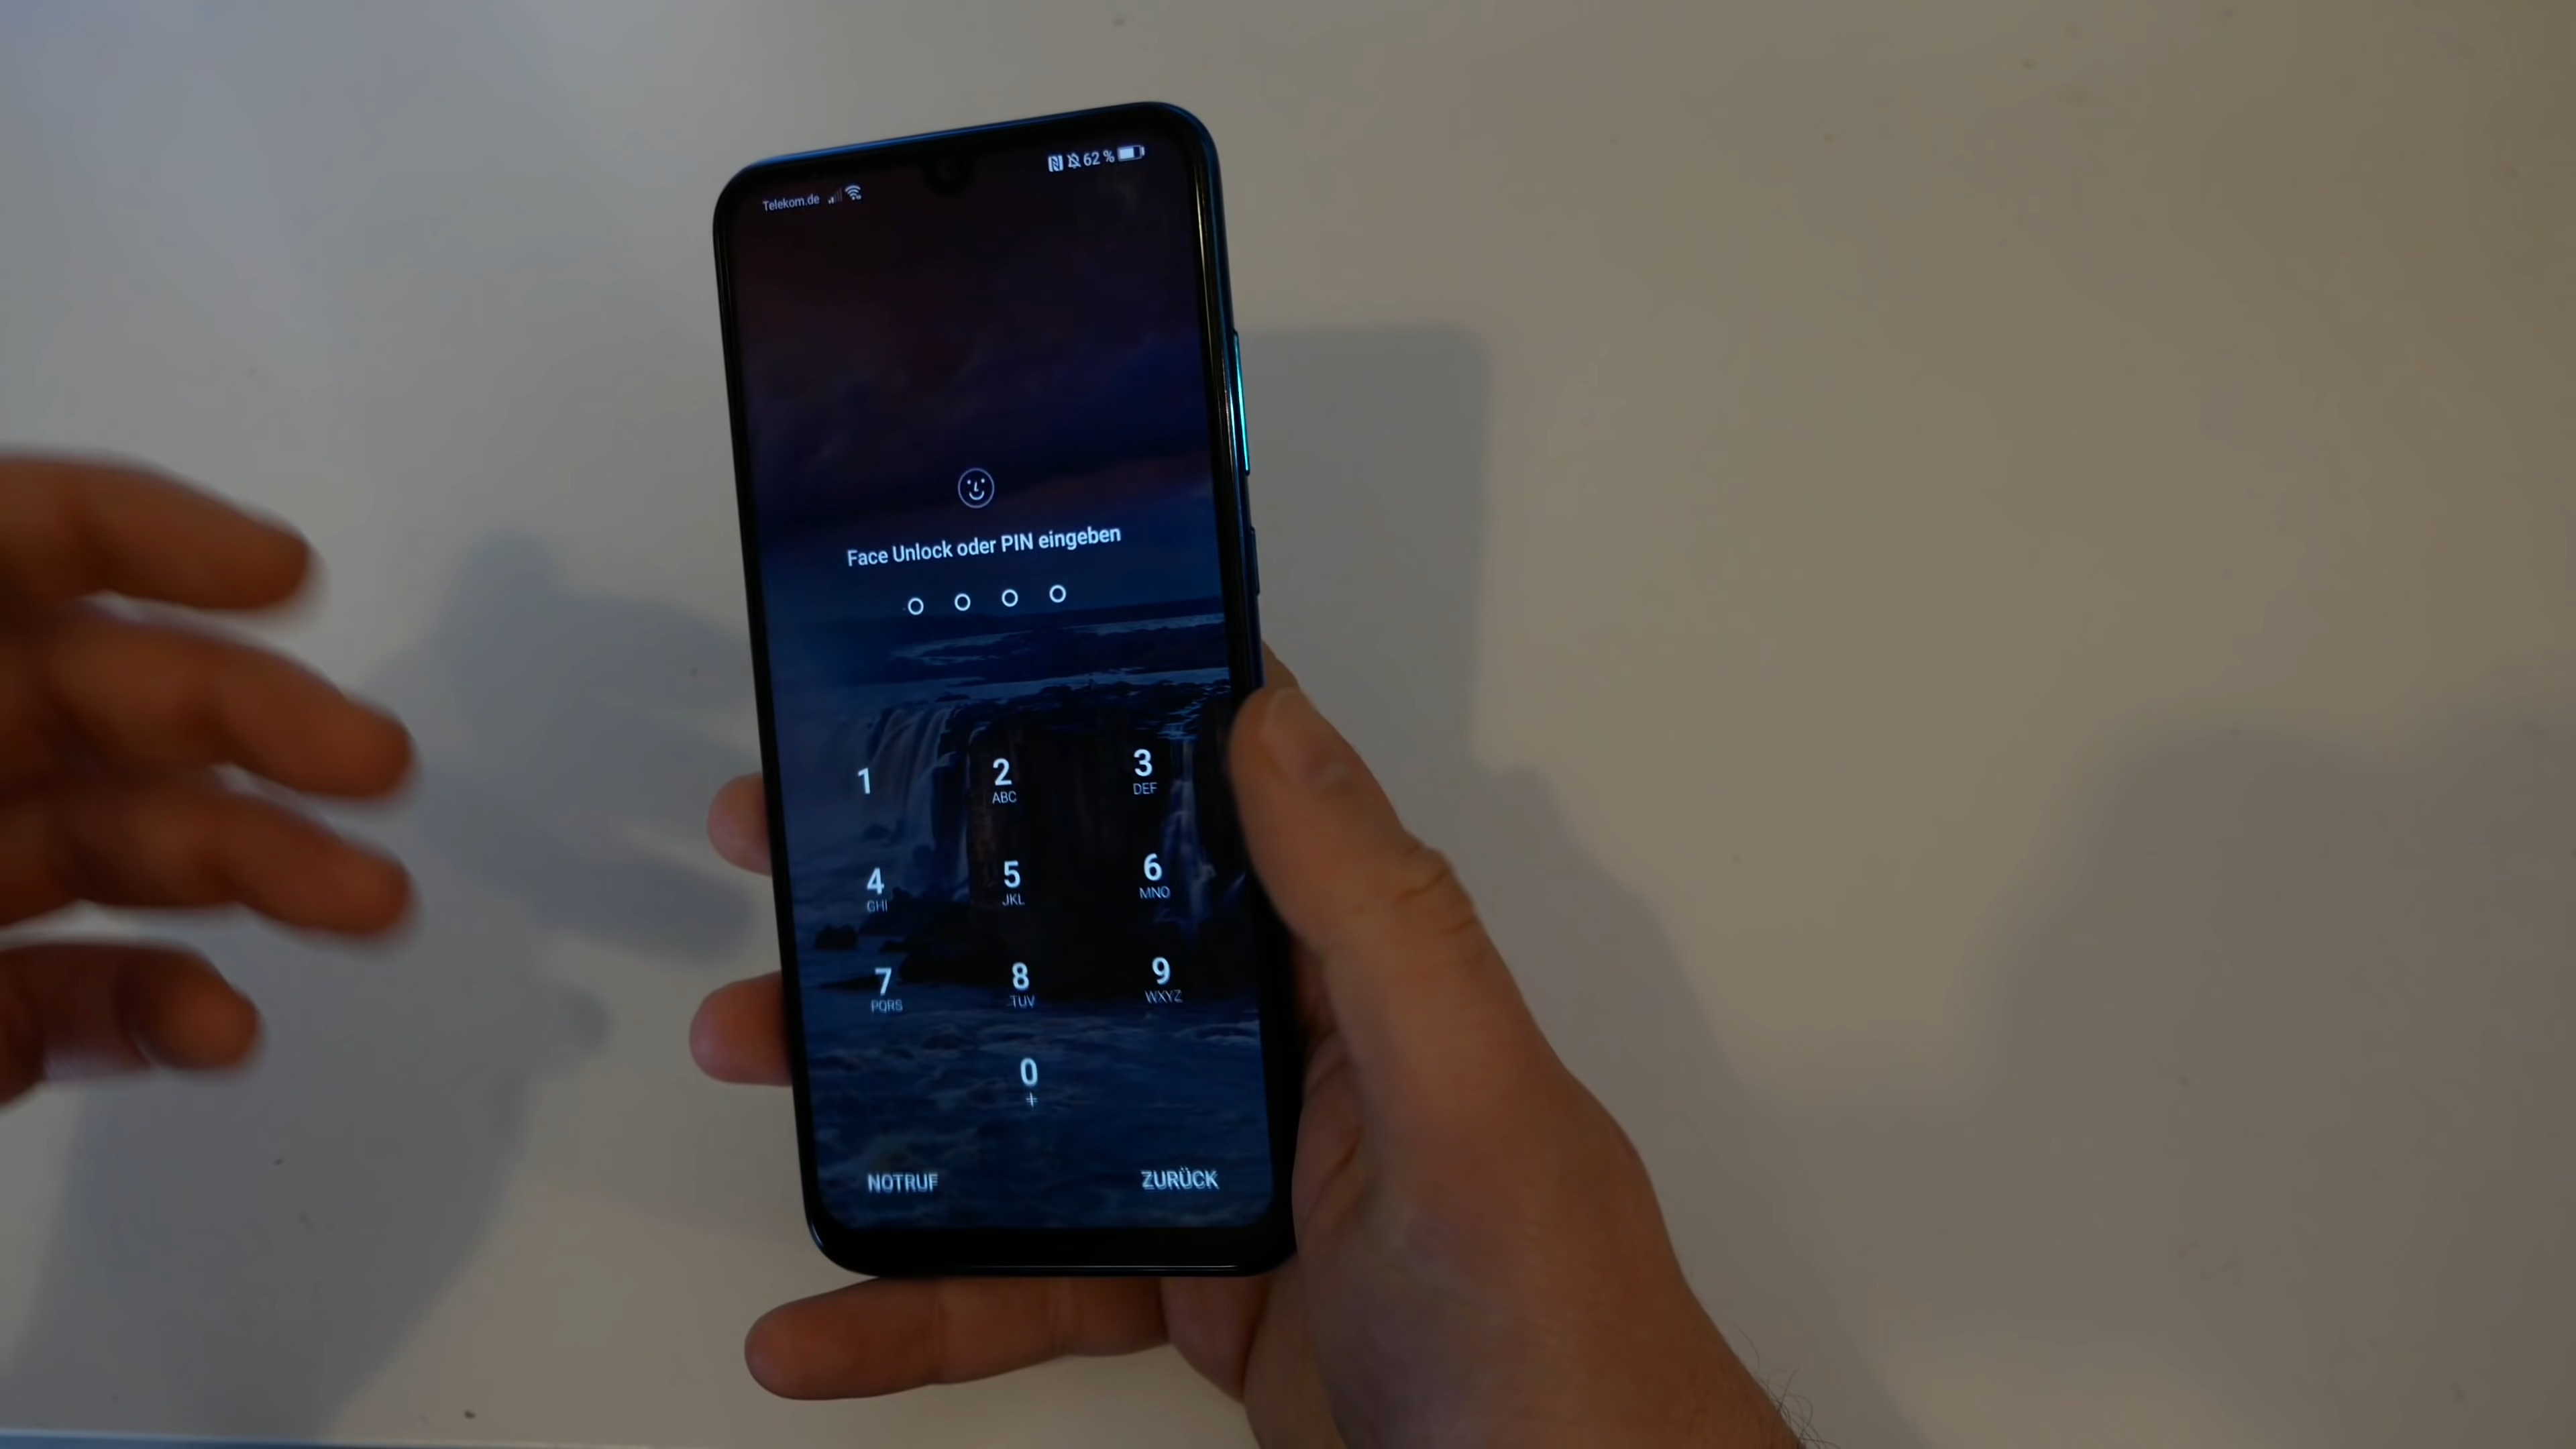 Telekom.de
62 %
Face Unlock oder PIN eingeben
1 2 3
ABC DEF
4 5 6
GHI JKL MNO
7 8 9
PQRS TUV WXYZ
0
+
NOTRUF ZURÜCK